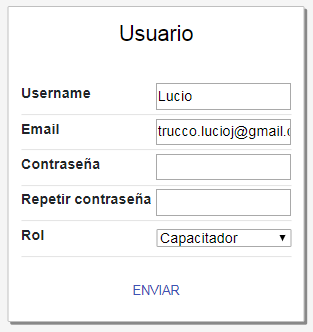 Usuario
Username Lucio
Email trucco.lucioj@gmail.c
Contraseña
Repetir contraseña
Rol Capacitador
ENVIAR